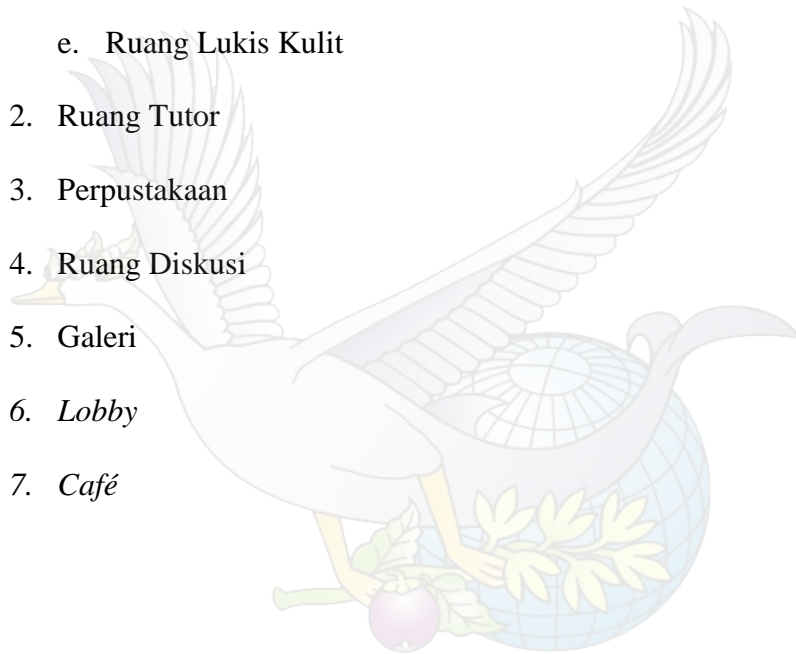 e. Ruang Lukis Kulit
2. Ruang Tutor
3. Perpustakaan
4. Ruang Diskusi
5. Galeri
6. Lobby
7. Café